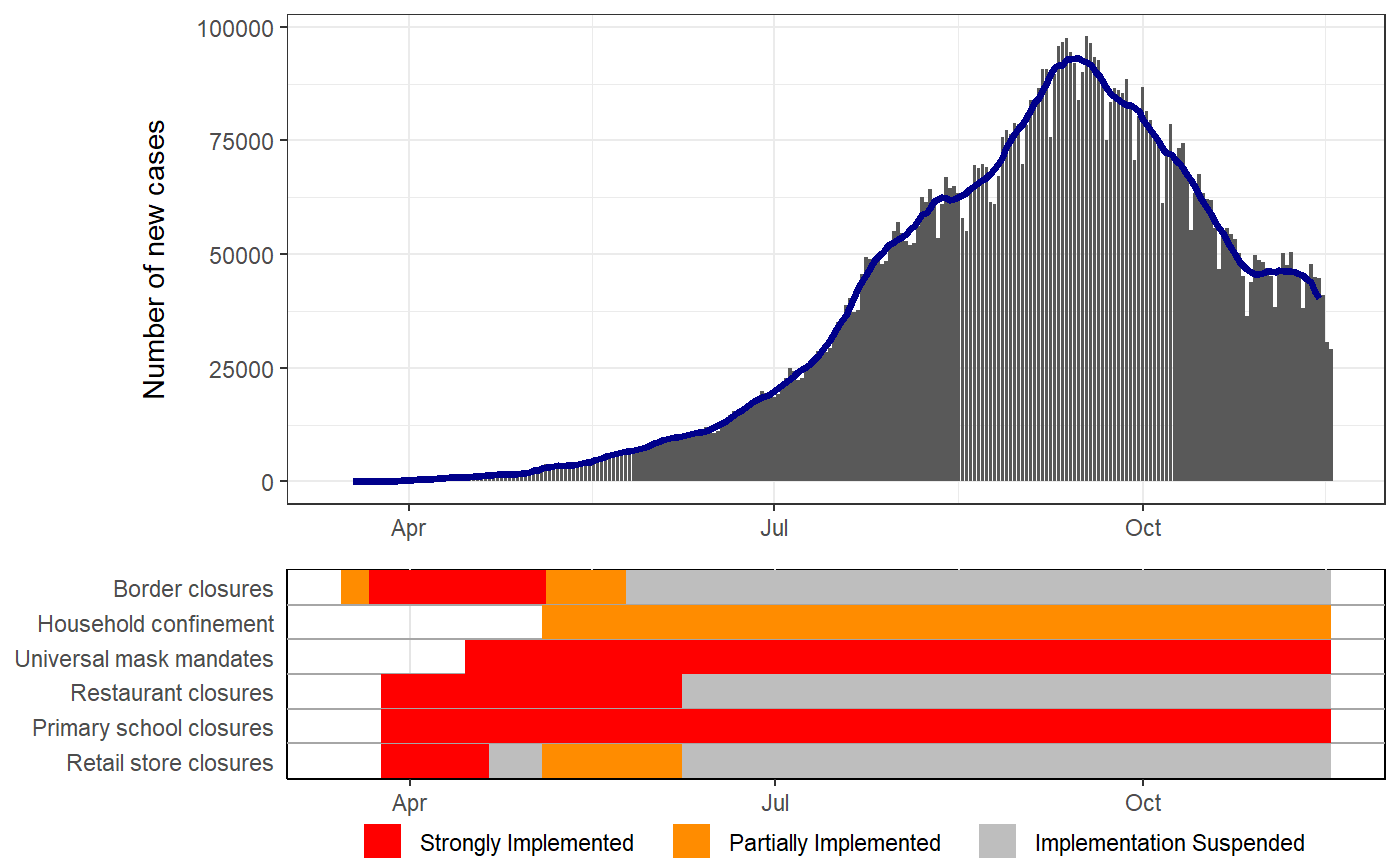 100000
75000
50000
25000
0
Number of new cases
Apr Jul Oct
Border closures
Household confinement
Universal mask mandates
Restaurant closures
Primary school closures
Retail store closures
Apr Jul Oct
Strongly Implemented Partially Implemented Implementation Suspended